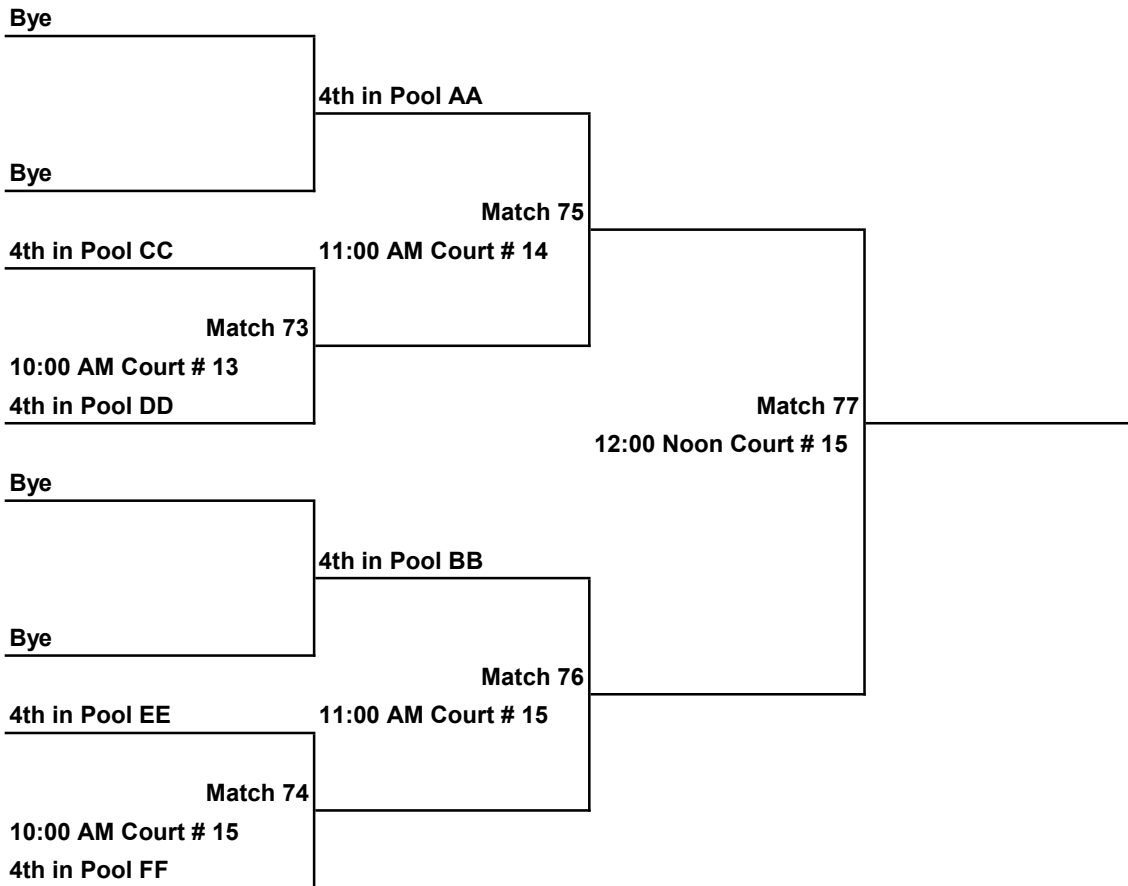 Bye
4th in Pool AA
Bye
Match 75
4th in Pool CC
11:00 AM Court # 14
Match 73
10:00 AM Court # 13
4th in Pool DD
Match 77
12:00 Noon Court # 15
Bye
4th in Pool BB
Bye
Match 76
4th in Pool EE
11:00 AM Court # 15
Match 74
10:00 AM Court # 15
4th in Pool FF